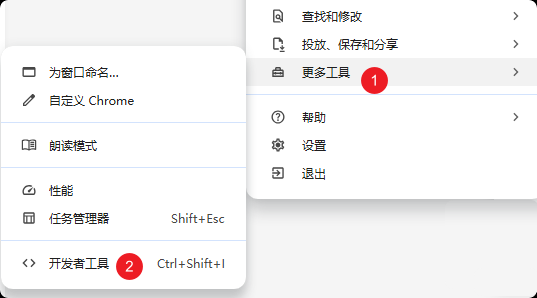 查找和修改
投放、保存和分享
更多工具 1
帮助
设置
退出
为窗口命名...
自定义 Chrome
朗读模式
性能
任务管理器 Shift+Esc
开发者工具 2 Ctrl+Shift+I